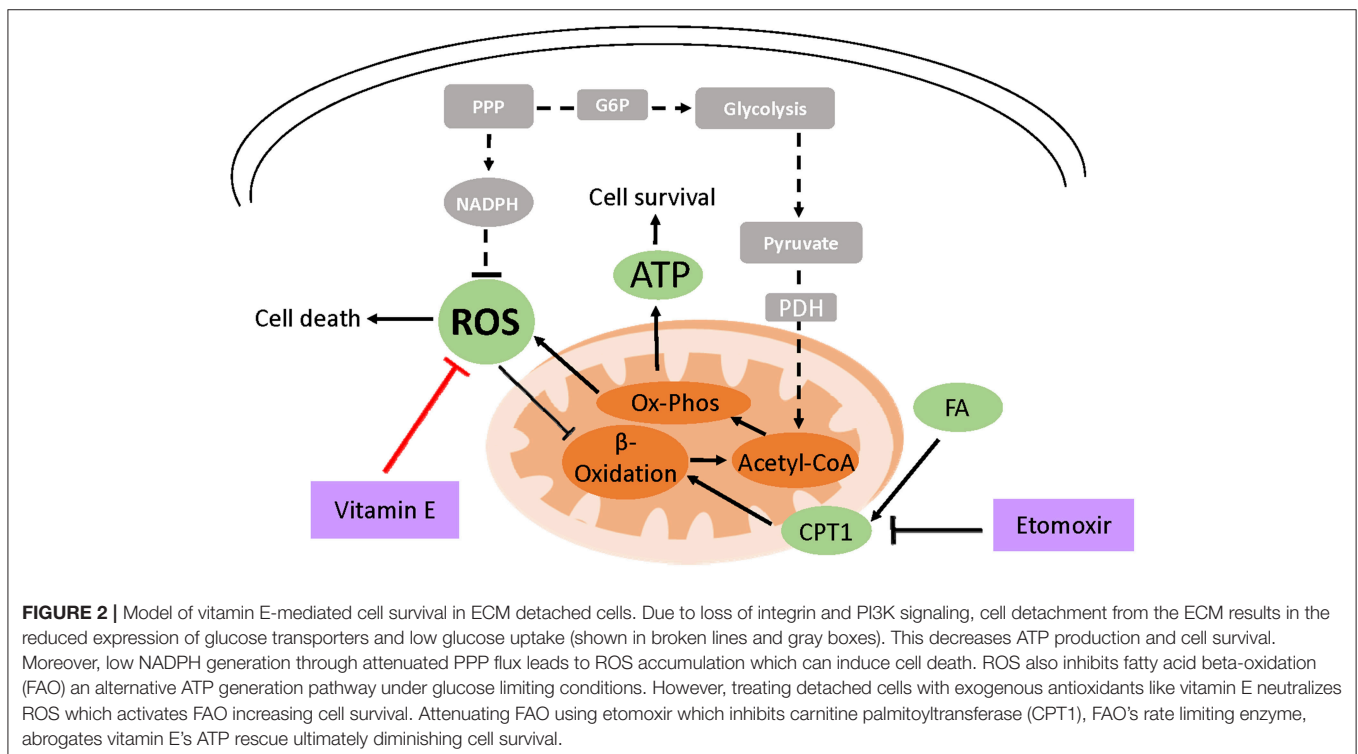 PPP
G6P
Glycolysis
NADPH
Cell survival
Pyruvate
ATP
PDH
Cell death
ROS
Ox-Phos
FA
β-
Oxidation
Acetyl-CoA
Vitamin E
CPT1
Etomoxir
FIGURE 2 | Model of vitamin E-mediated cell survival in ECM detached cells. Due to loss of integrin and PI3K signaling, cell detachment from the ECM results in the
reduced expression of glucose transporters and low glucose uptake (shown in broken lines and gray boxes). This decreases ATP production and cell survival.
Moreover, low NADPH generation through attenuated PPP flux leads to ROS accumulation which can induce cell death. ROS also inhibits fatty acid beta-oxidation
(FAO) an alternative ATP generation pathway under glucose limiting conditions. However, treating detached cells with exogenous antioxidants like vitamin E neutralizes
ROS which activates FAO increasing cell survival. Attenuating FAO using etomoxir which inhibits carnitine palmitoyltransferase (CPT1), FAO's rate limiting enzyme,
abrogates vitamin E's ATP rescue ultimately diminishing cell survival.